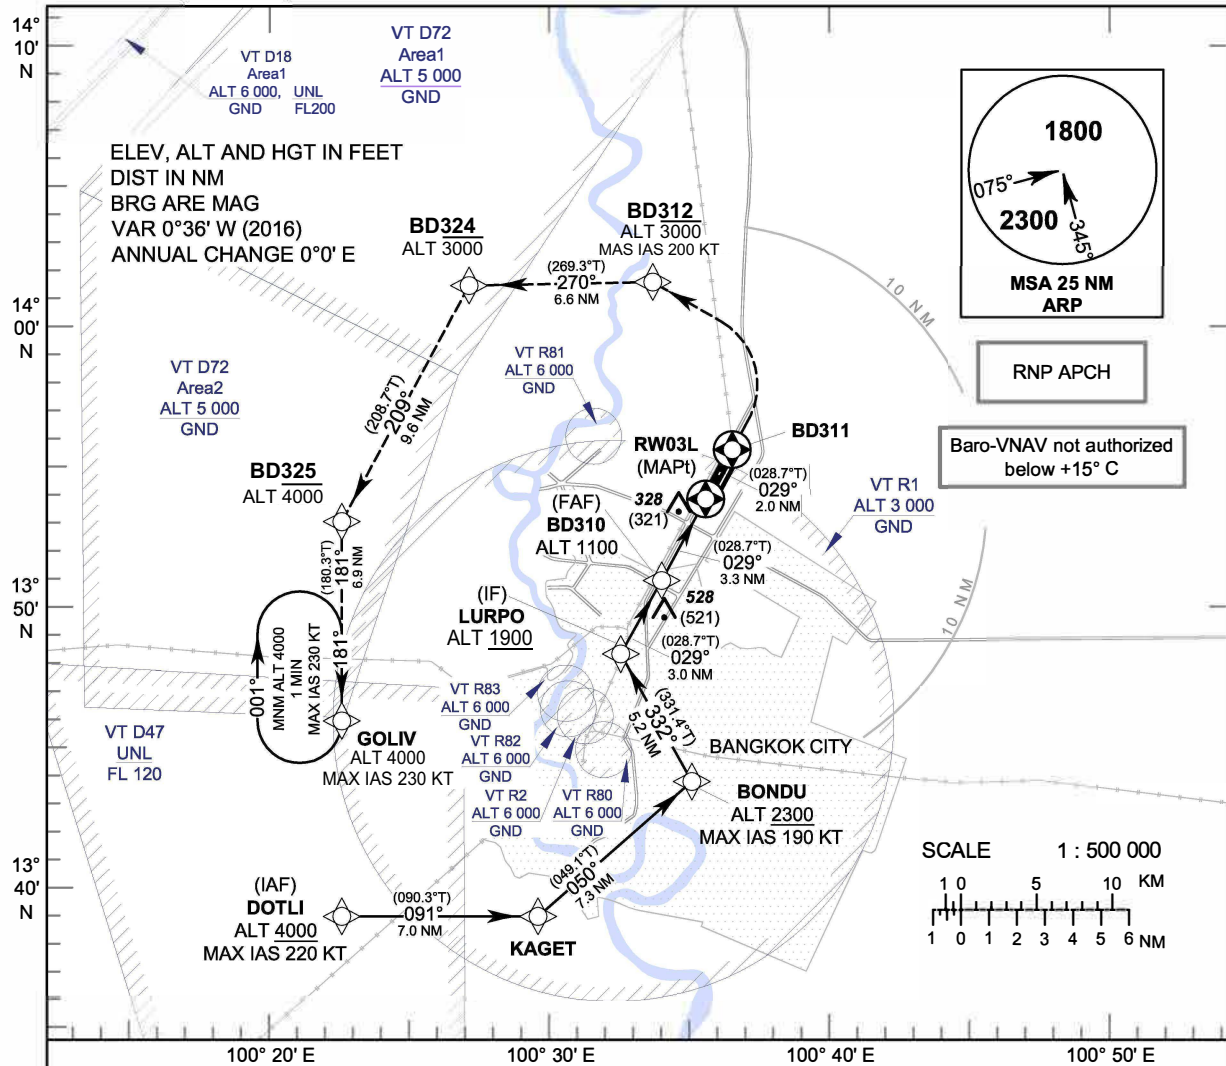 14°
10'
N
VT D18
Area1
ALT 6 000, UNL
GND FL200
VT D72
Area1
ALT 5 000
GND
ELEV, ALT AND HGT IN FEET
DIST IN NM
BRG ARE MAG
VAR 0°36' W (2016)
ANNUAL CHANGE 0°0' E
1800
075°
2300
345°
MSA 25 NM
ARP
BD324
ALT 3000
BD312
ALT 3000
MAS IAS 200 KT
(269.3°T)
270°
6.6 NM
10 NM
14°
00'
N
RNP APCH
VT R81
ALT 6 000
GND
VT D72
Area2
ALT 5 000
GND
(208.7°T)
209°
9.6 NM
Baro-VNAV not authorized
below +15° C
BD311
RW03L
(MAPt)
BD325
ALT 4000
(028.7°T)
029°
2.0 NM
VT R1
ALT 3 000
GND
328
(321)
(FAF)
BD310
ALT 1100
(028.7°T)
029°
3.3 NM
(180.3°T)
181°
6.9 NM
13°
50'
N
528
(521)
(IF)
LURPO
ALT 1900
10 NM
(028.7°T)
029°
3.0 NM
001°
MNM ALT 4000
1 MIN
MAX IAS 230 KT
181°
VT R83
ALT 6 000
GND
(331.4°T)
332°
5.2 NM
VT D47
UNL
FL 120
GOLIV
ALT 4000
MAX IAS 230 KT
VT R82
ALT 6 000
GND
BANGKOK CITY
VT R2
ALT 6 000
GND
VT R80
ALT 6 000
GND
BONDU
ALT 2300
MAX IAS 190 KT
SCALE 1 : 500 000
1 0 5 10 KM
1 0 1 2 3 4 5 6 NM
(049.1°T)
050°
7.3 NM
13°
40'
N
(IAF)
DOTLI
ALT 4000
MAX IAS 220 KT
(090.3°T)
091°
7.0 NM
KAGET
100° 20' E
100° 30' E
100° 40' E
100° 50' E